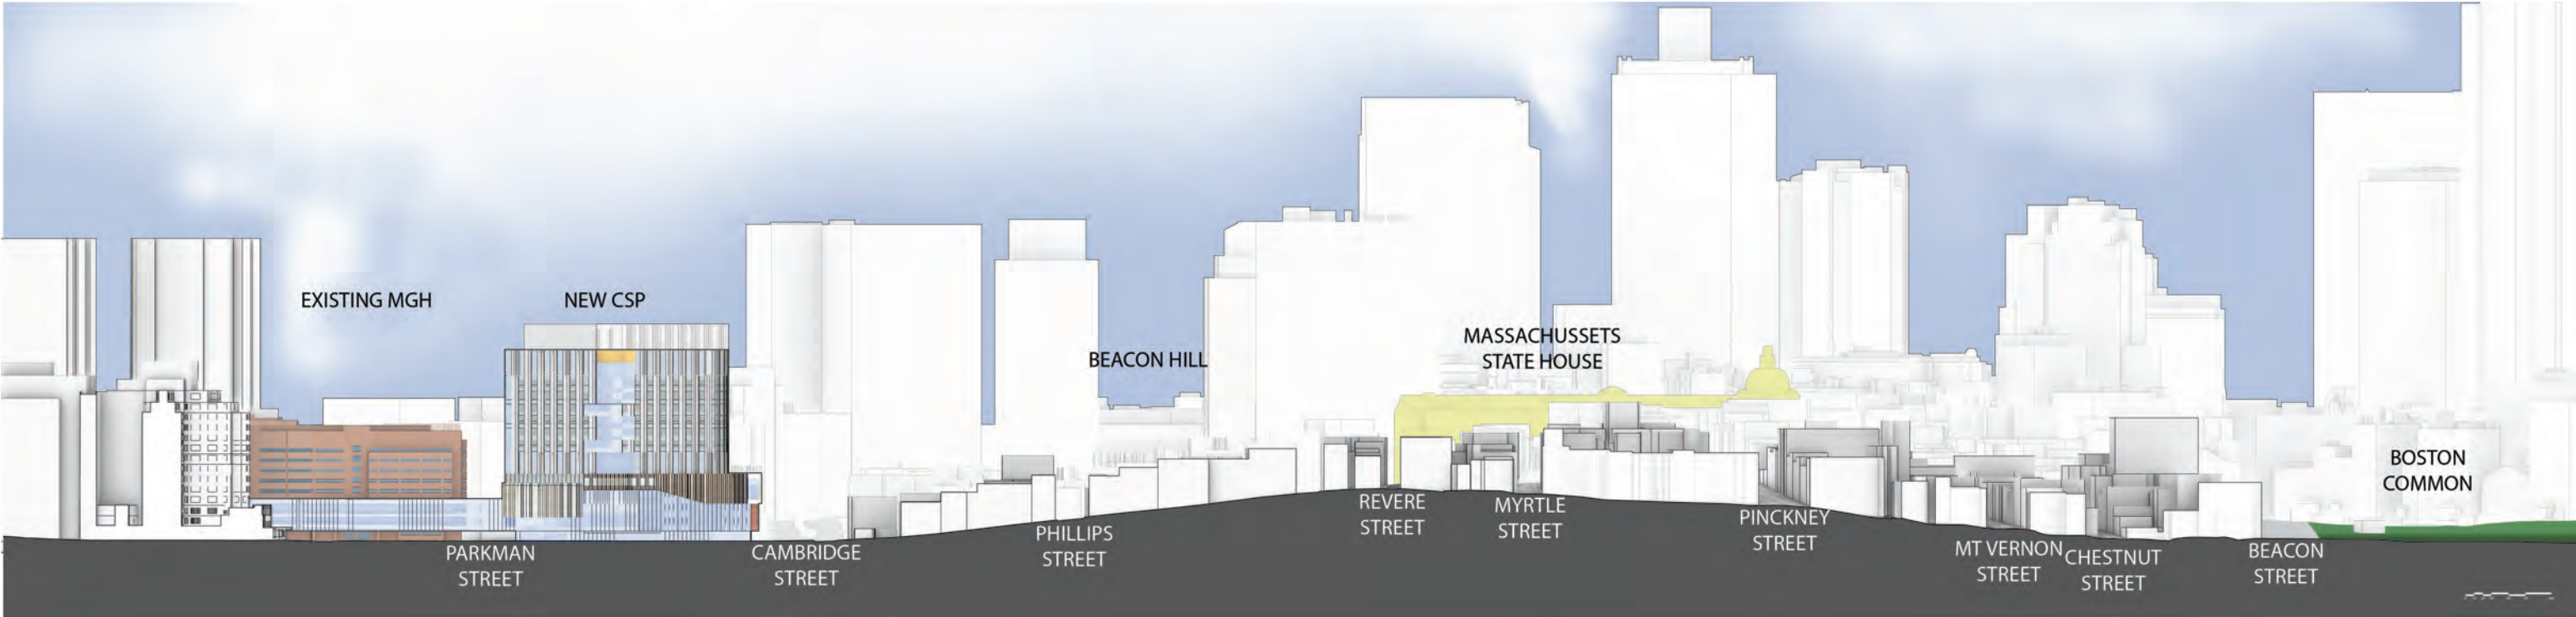 EXISTING MGH
NEW CSP
BEACON HILL
MASSACHUSSETS
STATE HOUSE
BOSTON
COMMON
PARKMAN
STREET
CAMBRIDGE
STREET
PHILLIPS
STREET
REVERE
STREET
MYRTLE
STREET
PINCKNEY
STREET
MT VERNON
STREET
CHESTNUT
STREET
BEACON
STREET